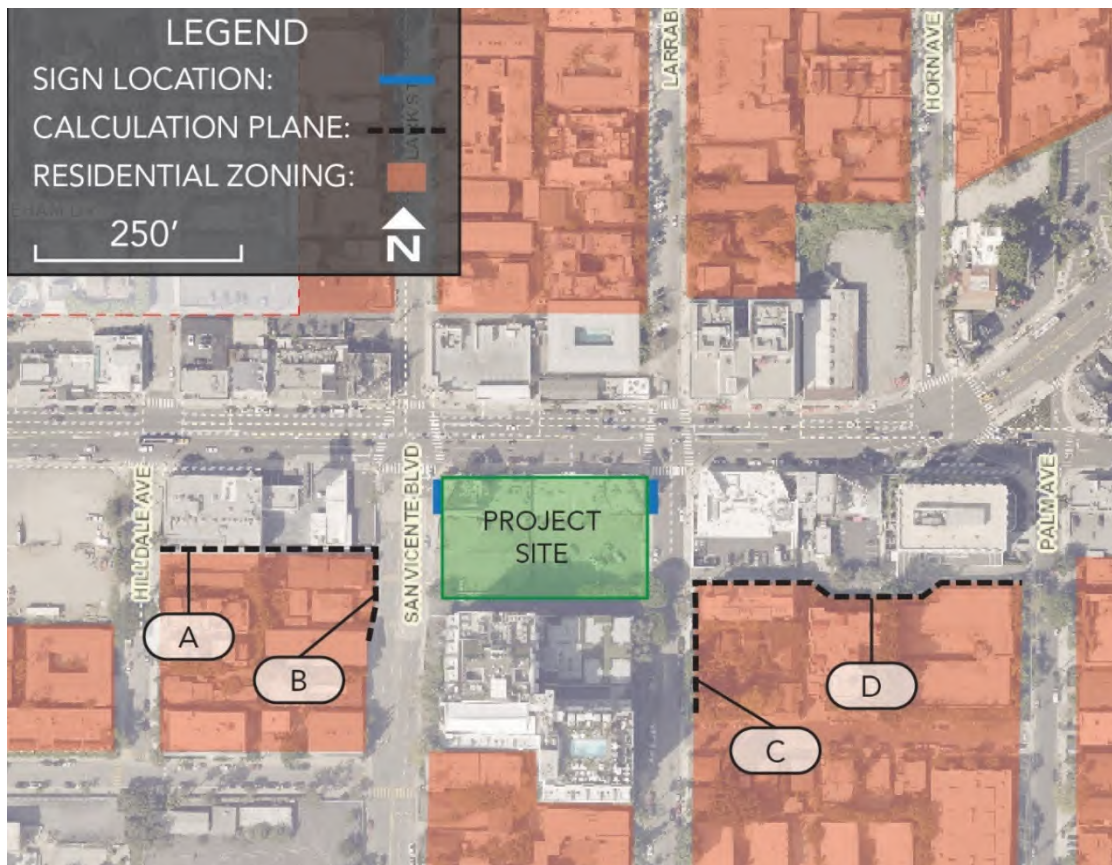 LEGEND
SIGN LOCATION:
CALCULATION PLANE:
RESIDENTIAL ZONING:
250'
N
LARRAB
HORN AVE
HILLDALE AVE
SAN VICENTE BLVD
PROJECT
SITE
PALM AVE
A
B
C
D